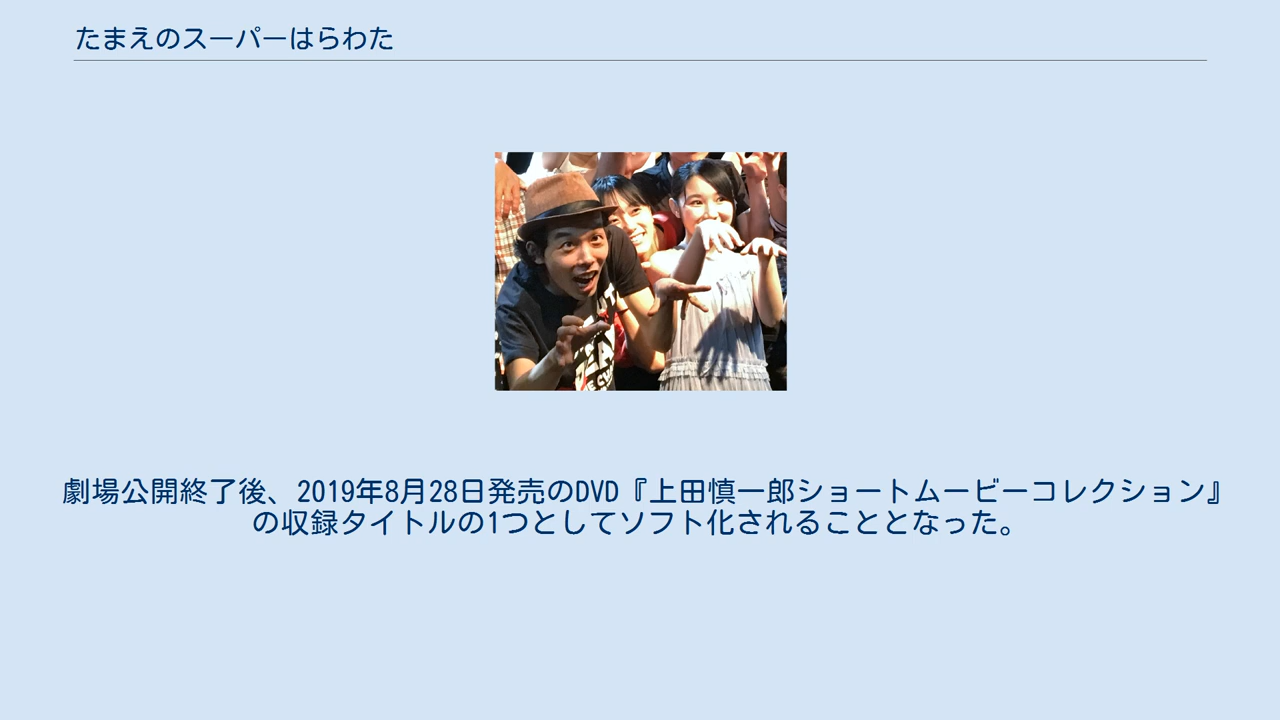 たまえのスーパーはらわた
劇場公開終了後、2019年8月28日発売のDVD『上田慎一郎ショートムービーコレクション』
の収録タイトルの1つとしてソフト化されることとなった。